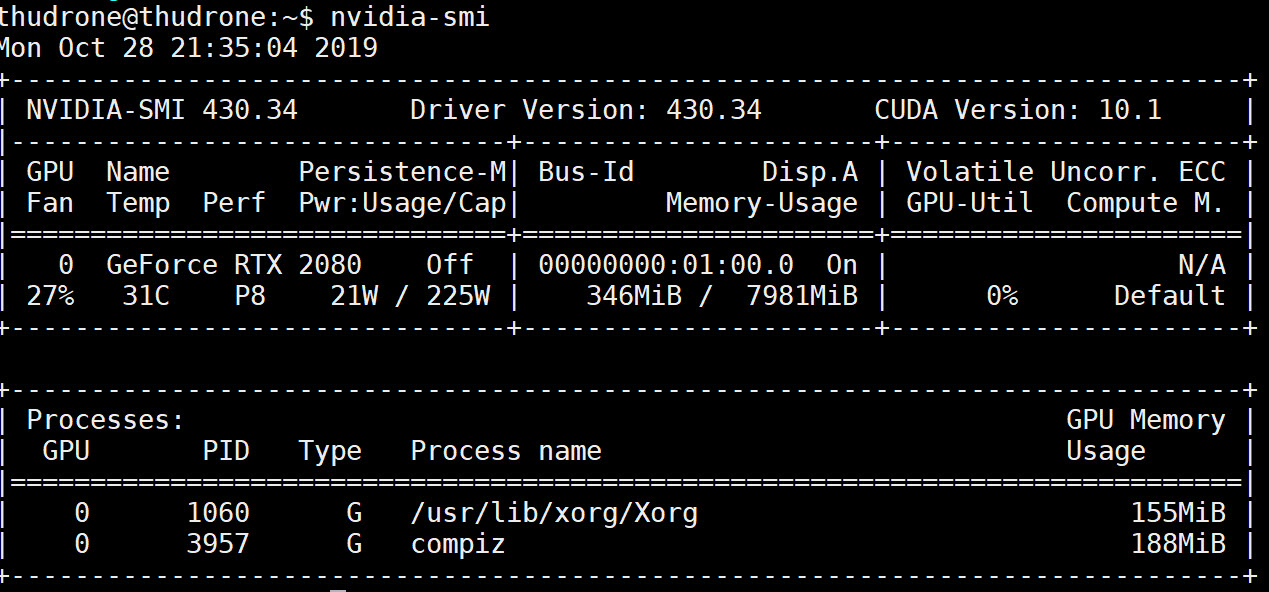 thudrone@thudrone:~$ nvidia-smi
Mon Oct 28 21:35:04 2019
+-----------------------------------------------------------------------------+
| NVIDIA-SMI 430.34       Driver Version: 430.34       CUDA Version: 10.1     |
|-------------------------------+----------------------+----------------------+
| GPU  Name        Persistence-M| Bus-Id        Disp.A | Volatile Uncorr. ECC |
| Fan  Temp  Perf  Pwr:Usage/Cap|         Memory-Usage | GPU-Util  Compute M. |
|===============================+======================+======================|
|   0  GeForce RTX 2080    Off  | 00000000:01:00.0  On |                  N/A |
| 27%   31C    P8    21W / 225W |    346MiB /  7981MiB |      0%      Default |
+-------------------------------+----------------------+----------------------+

+-----------------------------------------------------------------------------+
| Processes:                                                       GPU Memory |
|  GPU       PID   Type   Process name                             Usage      |
|=============================================================================|
|    0      1060      G   /usr/lib/xorg/Xorg                           155MiB |
|    0      3957      G   compiz                                       188MiB |
+-----------------------------------------------------------------------------+